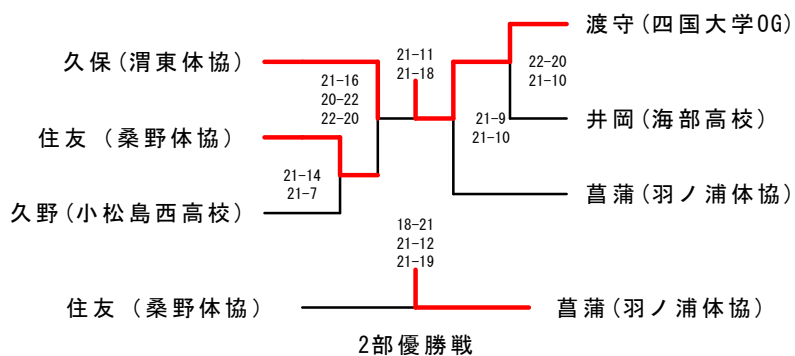 渡守(四国大学OG)
久保(渭東体協)
21-11
21-18
22-20
21-10
21-16
20-22
22-20
住友 (桑野体協)
21-9
21-10
井岡(海部高校)
21-14
21-7
菖蒲(羽ノ浦体協)
久野(小松島西高校)
18-21
21-12
21-19
住友 (桑野体協)
菖蒲(羽ノ浦体協)
2部優勝戦